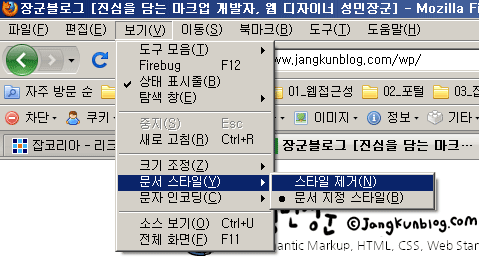 장군블로그 [진심을 담는 마크업 개발자, 웹 디자이너 성민장군] - Mozilla Fi
파일(F) 편집(E) 보기(V) 이동(S) 북마크(B) 도구(T) 도움말(H)
도구 모음(T)
Firebug F12
상태 표시줄(B)
탐색 창(E)
중지(S) Esc
새로 고침(R) Ctrl+R
크기 조정(Z)
문서 스타일(Y)
문자 인코딩(C)
소스 보기(O) Ctrl+U
전체 화면(F) F11
스타일 제거(N)
문서 지정 스타일(B)
www.jangkunblog.com/wp/
자주 방문 순
01_웹접근성 02_포털 03_
차단 쿠키
이미지 정보 기타
잡코리아 - 리크
장군블로그 [진심을 담는 마크...
©Jangkunblog.com
antic Markup, HTML, CSS, Web Stan